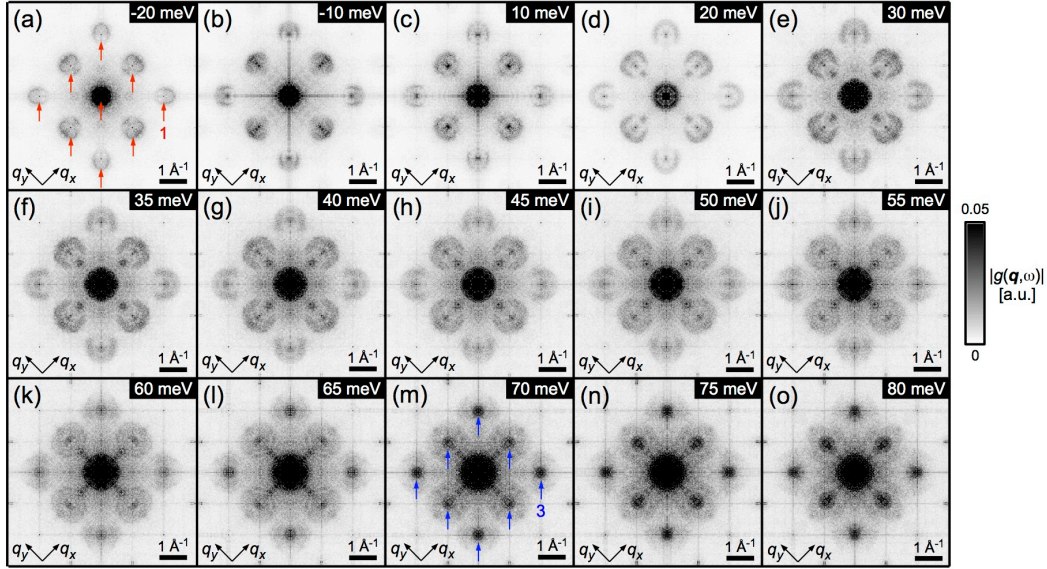 (a) -20 meV
1
qy qx 1 Å-1
(b) -10 meV
qy qx 1 Å-1
(c) 10 meV
qy qx 1 Å-1
(d) 20 meV
qy qx 1 Å-1
(e) 30 meV
qy qx 1 Å-1
(f) 35 meV
qy qx 1 Å-1
(g) 40 meV
qy qx 1 Å-1
(h) 45 meV
qy qx 1 Å-1
(i) 50 meV
qy qx 1 Å-1
(j) 55 meV
qy qx 1 Å-1
0.05
|g(q,ω)|
[a.u.]
0
(k) 60 meV
qy qx 1 Å-1
(l) 65 meV
qy qx 1 Å-1
(m) 70 meV
3
qy qx 1 Å-1
(n) 75 meV
qy qx 1 Å-1
(o) 80 meV
qy qx 1 Å-1